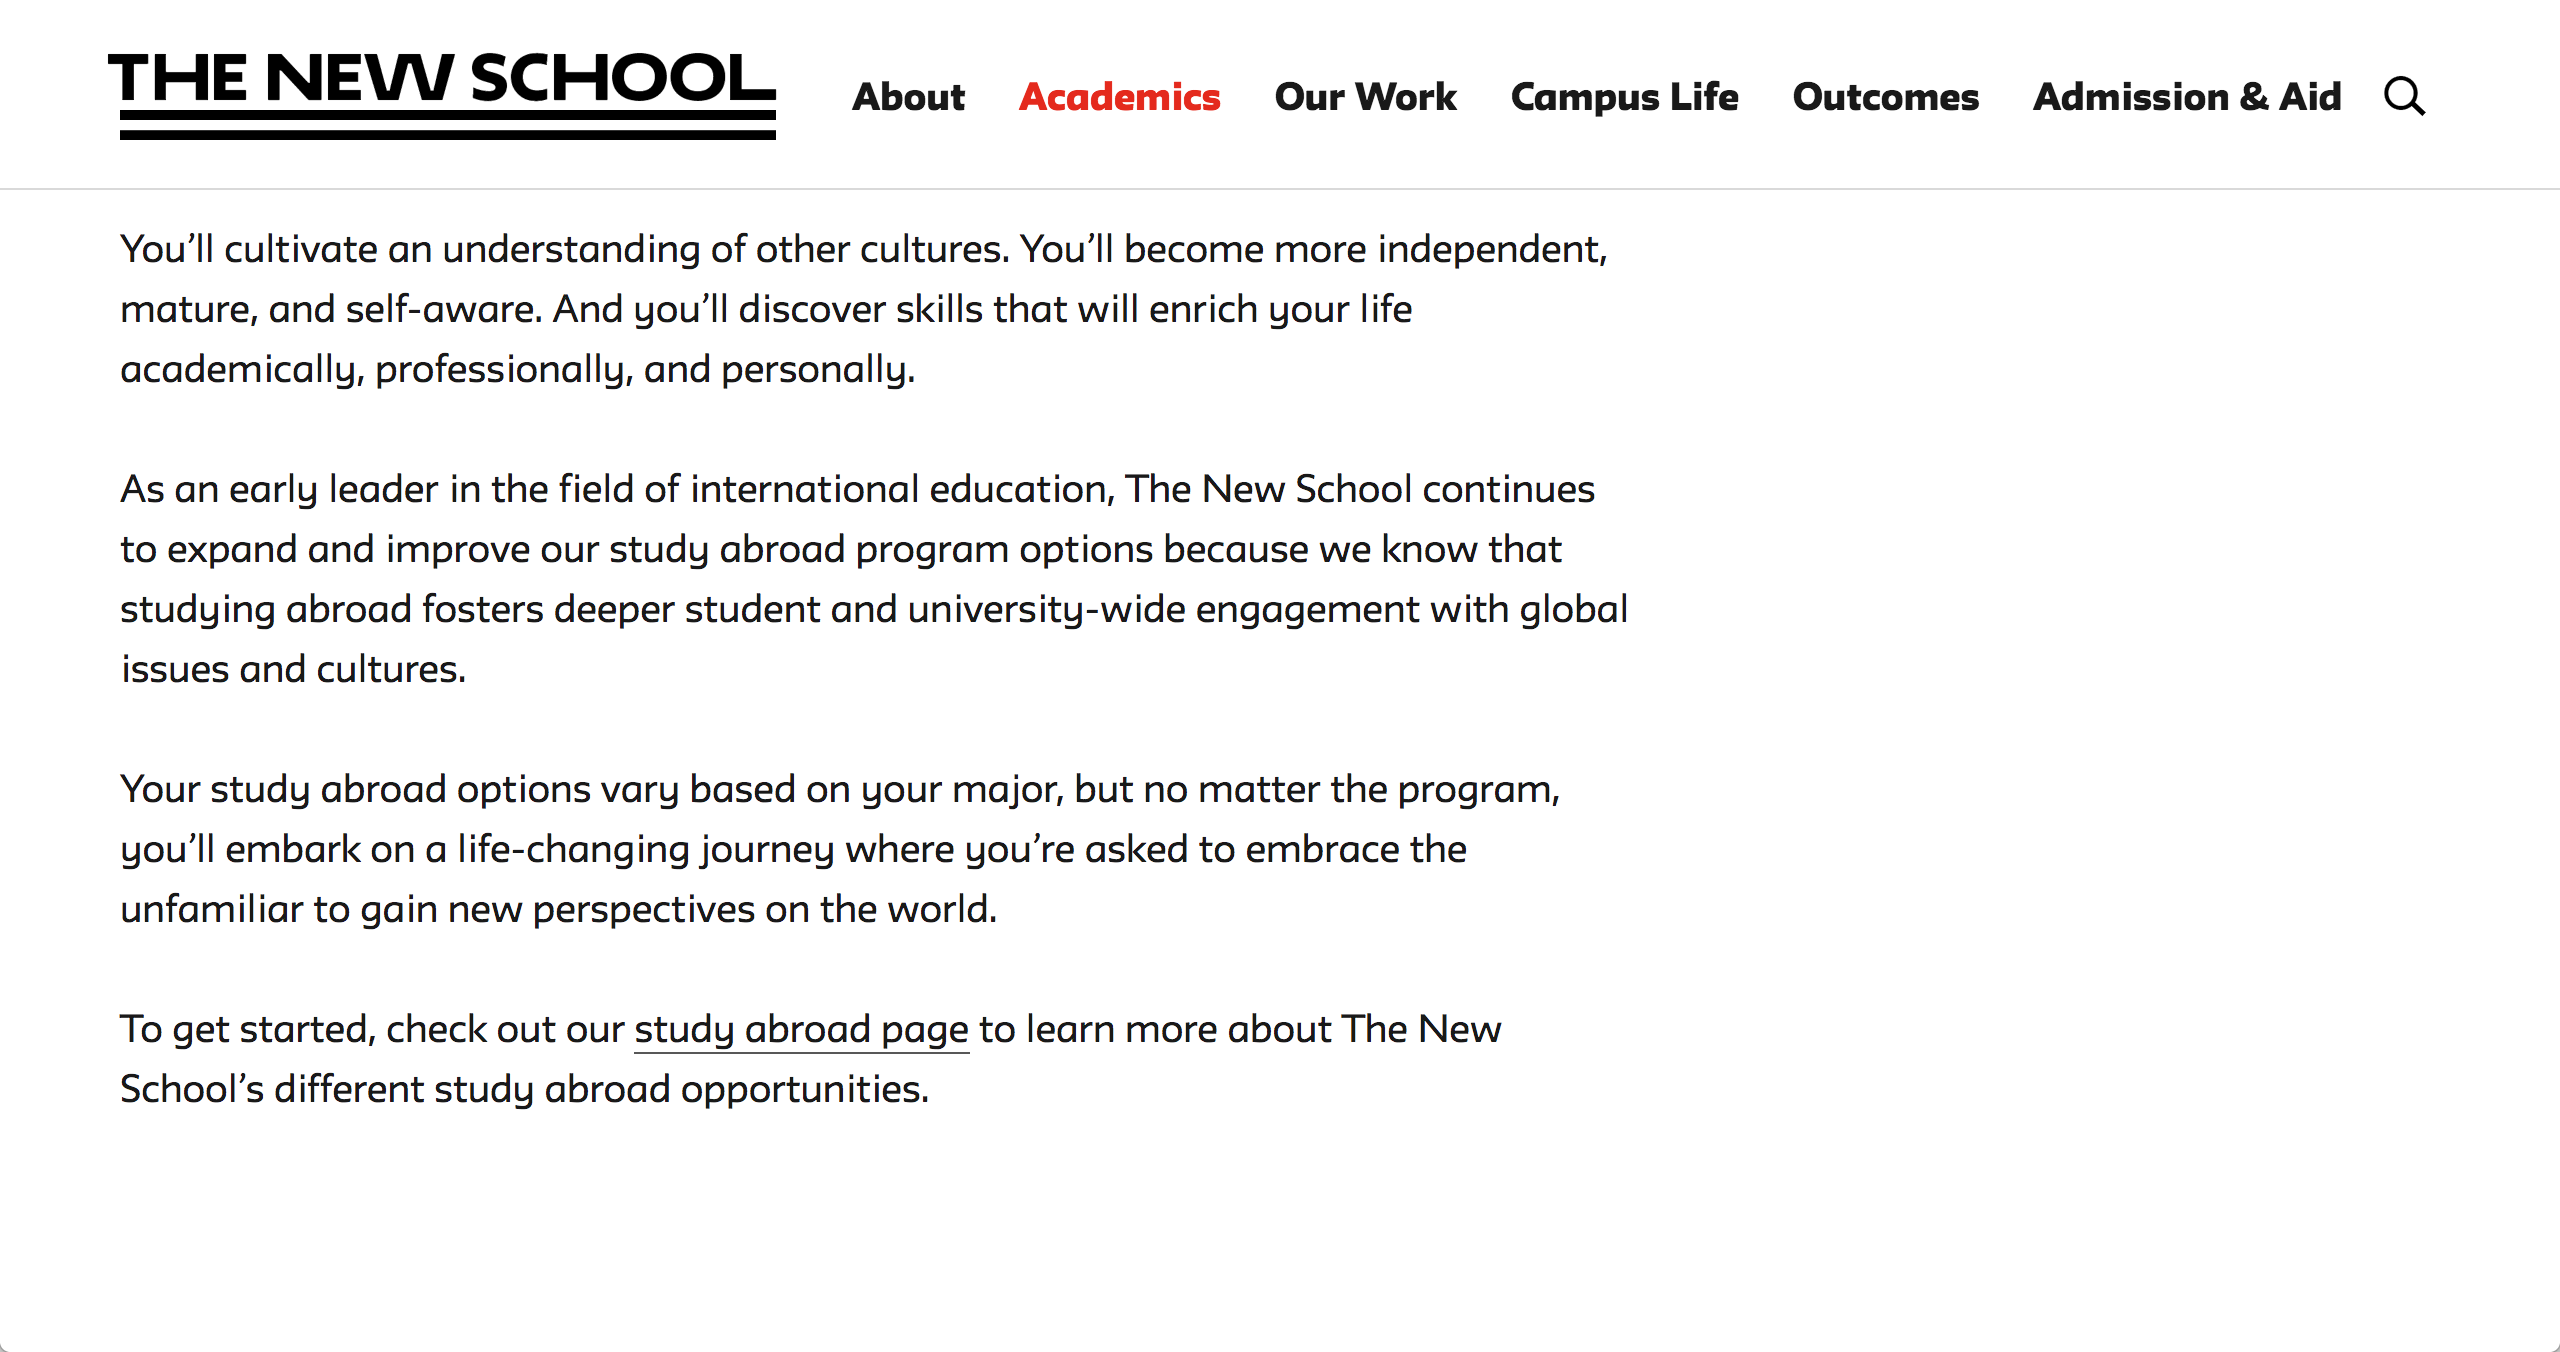 THE NEW SCHOOL
About Academics Our Work Campus Life Outcomes Admission & Aid
You’ll cultivate an understanding of other cultures. You’ll become more independent,
mature, and self-aware. And you’ll discover skills that will enrich your life
academically, professionally, and personally.
As an early leader in the field of international education, The New School continues
to expand and improve our study abroad program options because we know that
studying abroad fosters deeper student and university-wide engagement with global
issues and cultures.
Your study abroad options vary based on your major, but no matter the program,
you’ll embark on a life-changing journey where you’re asked to embrace the
unfamiliar to gain new perspectives on the world.
To get started, check out our study abroad page to learn more about The New
School’s different study abroad opportunities.